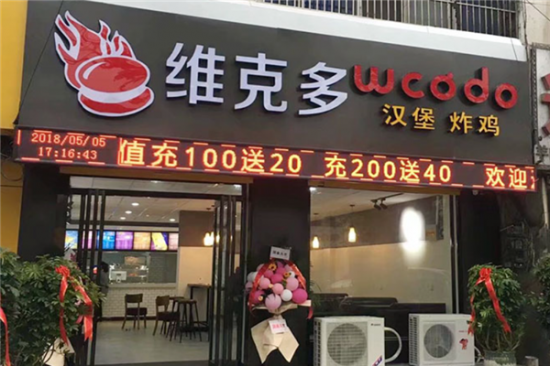 维克多 wcodo
汉堡 炸鸡
2018/05/05
17:16:43
值充100送20 充200送40 欢迎